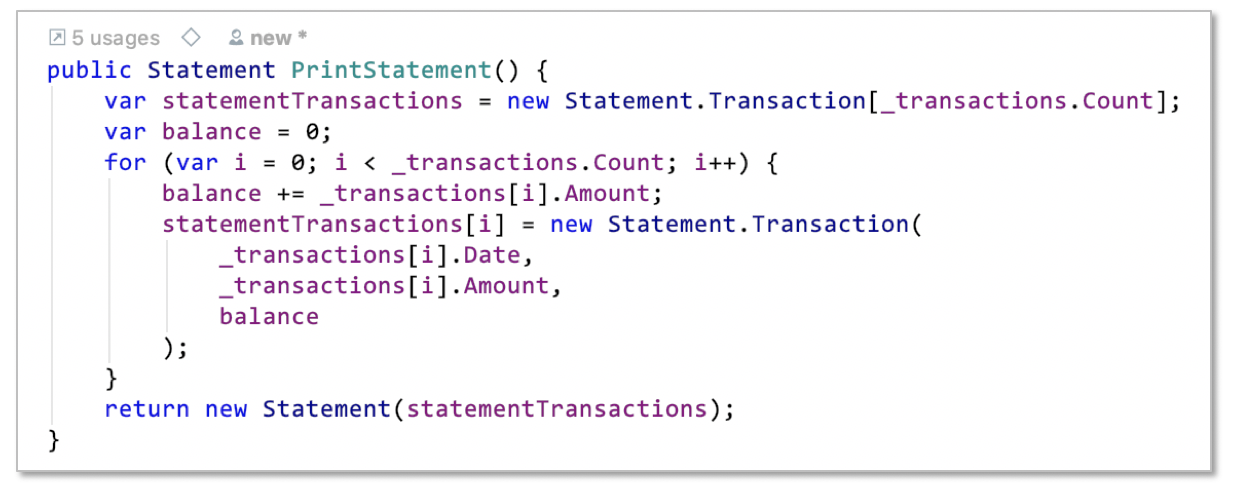 5 usages new *
public Statement PrintStatement() {
    var statementTransactions = new Statement.Transaction[_transactions.Count];
    var balance = 0;
    for (var i = 0; i < _transactions.Count; i++) {
        balance += _transactions[i].Amount;
        statementTransactions[i] = new Statement.Transaction(
            _transactions[i].Date,
            _transactions[i].Amount,
            balance
        );
    }
    return new Statement(statementTransactions);
}